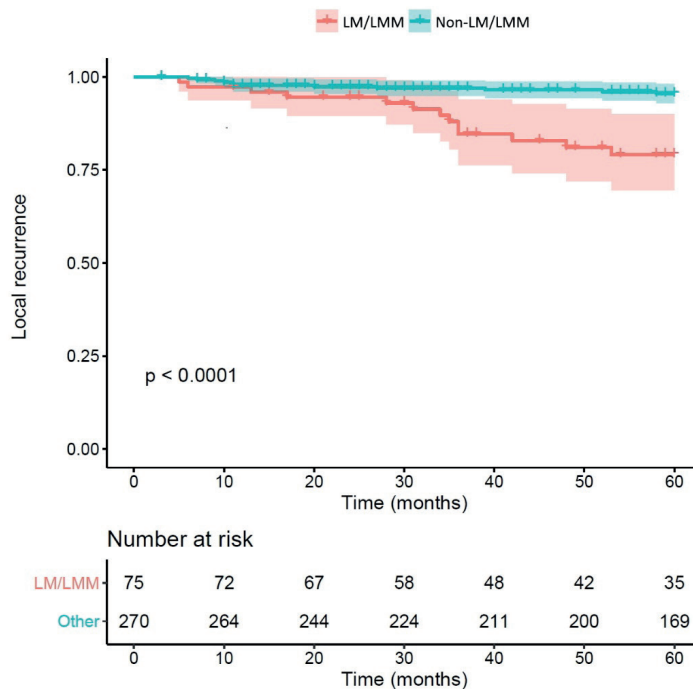 LM/LMM Non-LM/LMM
1.00
0.75
0.50
0.25
0.00
Local recurrence
p < 0.0001
0 10 20 30 40 50 60
Time (months)
Number at risk
LM/LMM 75 72 67 58 48 42 35
Other 270 264 244 224 211 200 169
0 10 20 30 40 50 60
Time (months)